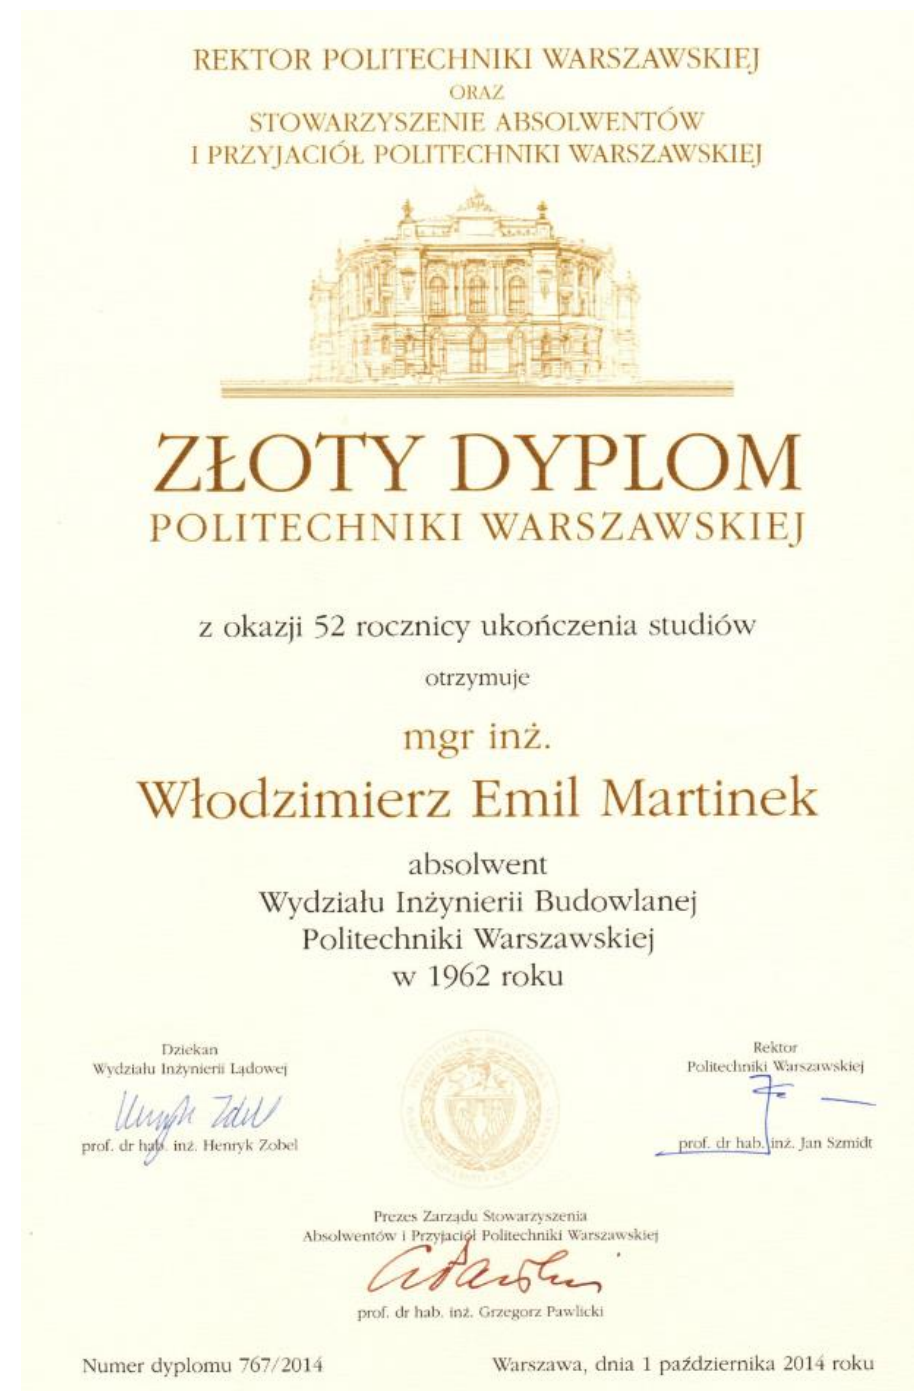 REKTOR POLITECHNIKI WARSZAWSKIEJ
ORAZ
STOWARZYSZENIE ABSOLWENTÓW
I PRZYJACIÓŁ POLITECHNIKI WARSZAWSKIEJ
ZŁOTY DYPLOM
POLITECHNIKI WARSZAWSKIEJ
z okazji 52 rocznicy ukończenia studiów
otrzymuje
mgr inż.
Włodzimierz Emil Martinek
absolwent
Wydziału Inżynierii Budowlanej
Politechniki Warszawskiej
w 1962 roku
Dziekan
Wydziału Inżynierii Lądowej
prof. dr hab. inż. Henryk Zobel
Rektor
Politechniki Warszawskiej
prof. dr hab. inż. Jan Szmidt
Prezes Zarządu Stowarzyszenia
Absolwentów i Przyjaciół Politechniki Warszawskiej
prof. dr hab. inż. Grzegorz Pawlicki
Numer dyplomu 767/2014
Warszawa, dnia 1 października 2014 roku